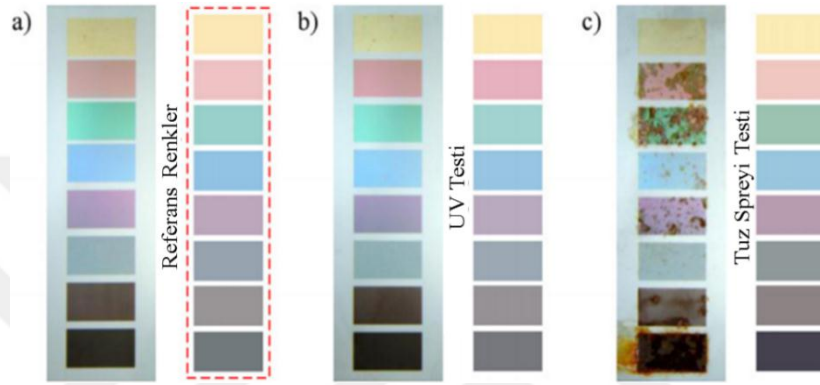 a)
Referans Renkler
b)
UV Testi
c)
Tuz Spreyi Testi